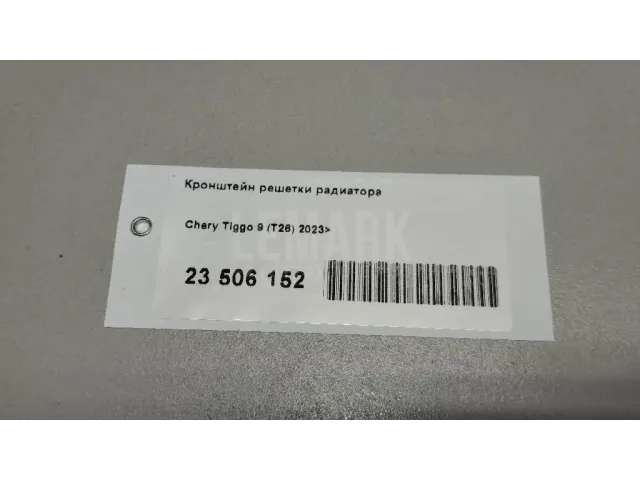 Кронштейн решетки радиатора
Chery Tiggo 9 (T26) 2023>
LEMARK
23 506 152